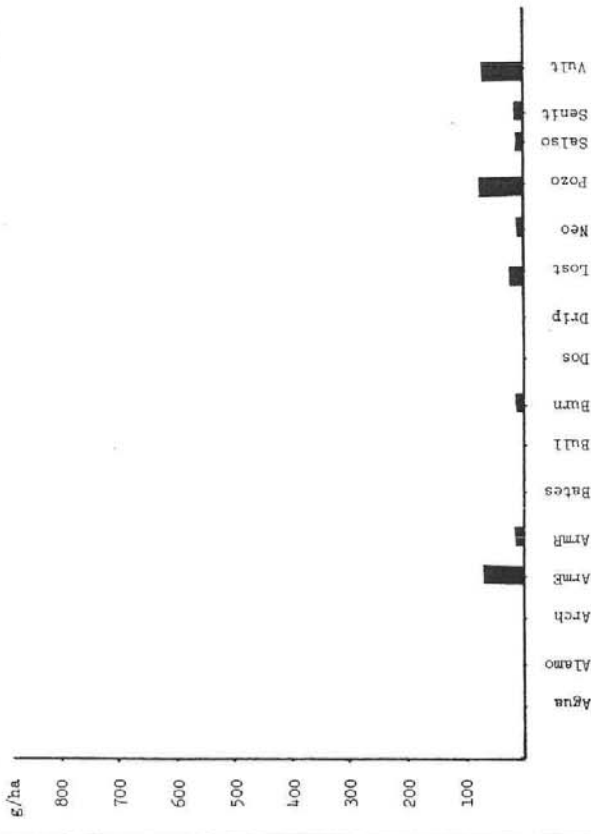 g/ha
800
700
600
500
400
300
200
100
Agua
Alamo
Arch
ArmE
ArmR
Bates
Bull
Burn
Dos
Drip
Lost
Neo
Pozo
Salso
Senit
Vult